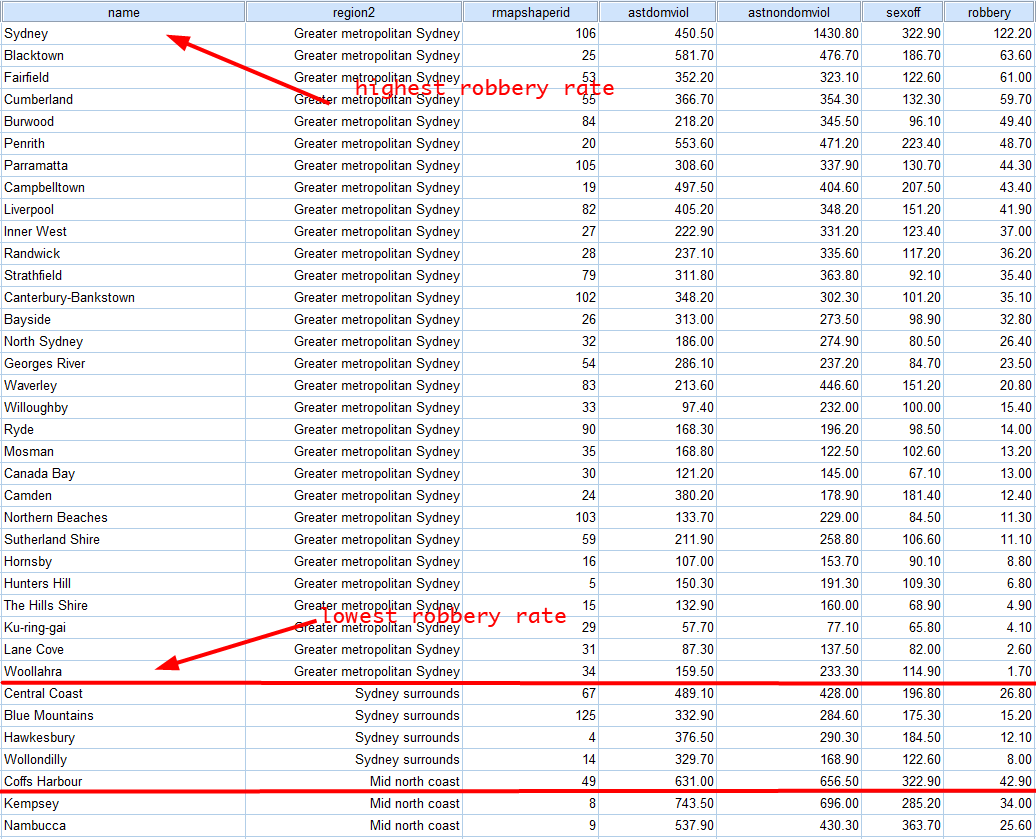 name region2 rmapshaperid astdomviol astnondomviol sexoff robbery
Sydney Greater metropolitan Sydney 106 450.50 1430.80 322.90 122.20
Blacktown Greater metropolitan Sydney 25 581.70 476.70 186.70 63.60
Fairfield Greater metropolitan Sydney 53 352.20 323.10 122.60 61.00
highest robbery rate
Cumberland Greater metropolitan Sydney 55 366.70 354.30 132.30 59.70
Burwood Greater metropolitan Sydney 84 218.20 345.50 96.10 49.40
Penrith Greater metropolitan Sydney 20 553.60 471.20 223.40 48.70
Parramatta Greater metropolitan Sydney 105 308.60 337.90 130.70 44.30
Campbelltown Greater metropolitan Sydney 19 497.50 404.60 207.50 43.40
Liverpool Greater metropolitan Sydney 82 405.20 348.20 151.20 41.90
Inner West Greater metropolitan Sydney 27 222.90 331.20 123.40 37.00
Randwick Greater metropolitan Sydney 28 237.10 335.60 117.20 36.20
Strathfield Greater metropolitan Sydney 79 311.80 363.80 92.10 35.40
Canterbury-Bankstown Greater metropolitan Sydney 102 348.20 302.30 101.20 35.10
Bayside Greater metropolitan Sydney 26 313.00 273.50 98.90 32.80
North Sydney Greater metropolitan Sydney 32 186.00 274.90 80.50 26.40
Georges River Greater metropolitan Sydney 54 286.10 237.20 84.70 23.50
Waverley Greater metropolitan Sydney 83 213.60 446.60 151.20 20.80
Willoughby Greater metropolitan Sydney 33 97.40 232.00 100.00 15.40
Ryde Greater metropolitan Sydney 90 168.30 196.20 98.50 14.00
Mosman Greater metropolitan Sydney 35 168.80 122.50 102.60 13.20
Canada Bay Greater metropolitan Sydney 30 121.20 145.00 67.10 13.00
Camden Greater metropolitan Sydney 24 380.20 178.90 181.40 12.40
Northern Beaches Greater metropolitan Sydney 103 133.70 229.00 84.50 11.30
Sutherland Shire Greater metropolitan Sydney 59 211.90 258.80 106.60 11.10
Hornsby Greater metropolitan Sydney 16 107.00 153.70 90.10 8.80
Hunters Hill Greater metropolitan Sydney 5 150.30 191.30 109.30 6.80
The Hills Shire Greater metropolitan Sydney 15 132.90 160.00 68.90 4.90
lowest robbery rate
Ku-ring-gai Greater metropolitan Sydney 29 57.70 77.10 65.80 4.10
Lane Cove Greater metropolitan Sydney 31 87.30 137.50 82.00 2.60
Woollahra Greater metropolitan Sydney 34 159.50 233.30 114.90 1.70
Central Coast Sydney surrounds 67 489.10 428.00 196.80 26.80
Blue Mountains Sydney surrounds 125 332.90 284.60 175.30 15.20
Hawkesbury Sydney surrounds 4 376.50 290.30 184.50 12.10
Wollondilly Sydney surrounds 14 329.70 168.90 122.60 8.00
Coffs Harbour Mid north coast 49 631.00 656.50 322.90 42.90
Kempsey Mid north coast 8 743.50 696.00 285.20 34.00
Nambucca Mid north coast 9 537.90 430.30 363.70 25.60